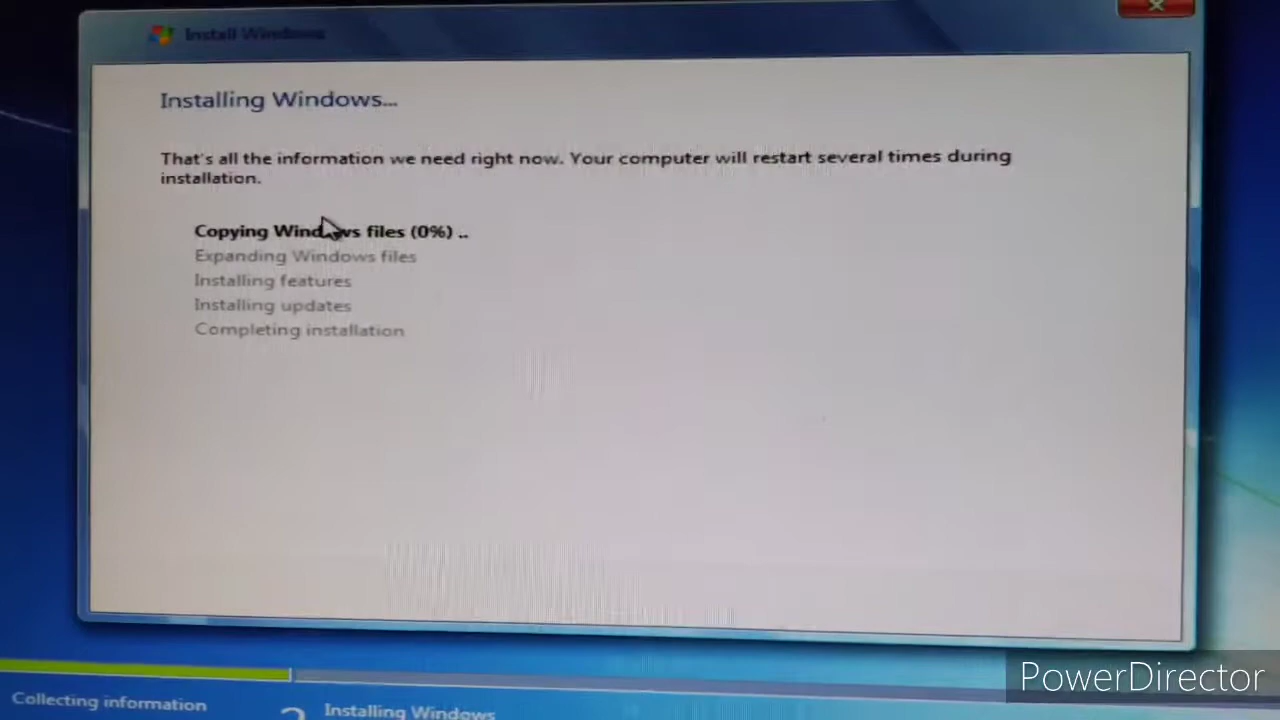 Install Windows
Installing Windows...
That's all the information we need right now. Your computer will restart several times during
installation.
Copying Windows files (0%) ..
Expanding Windows files
Installing features
Installing updates
Completing installation
Collecting information
2 Installing Windows
PowerDirector